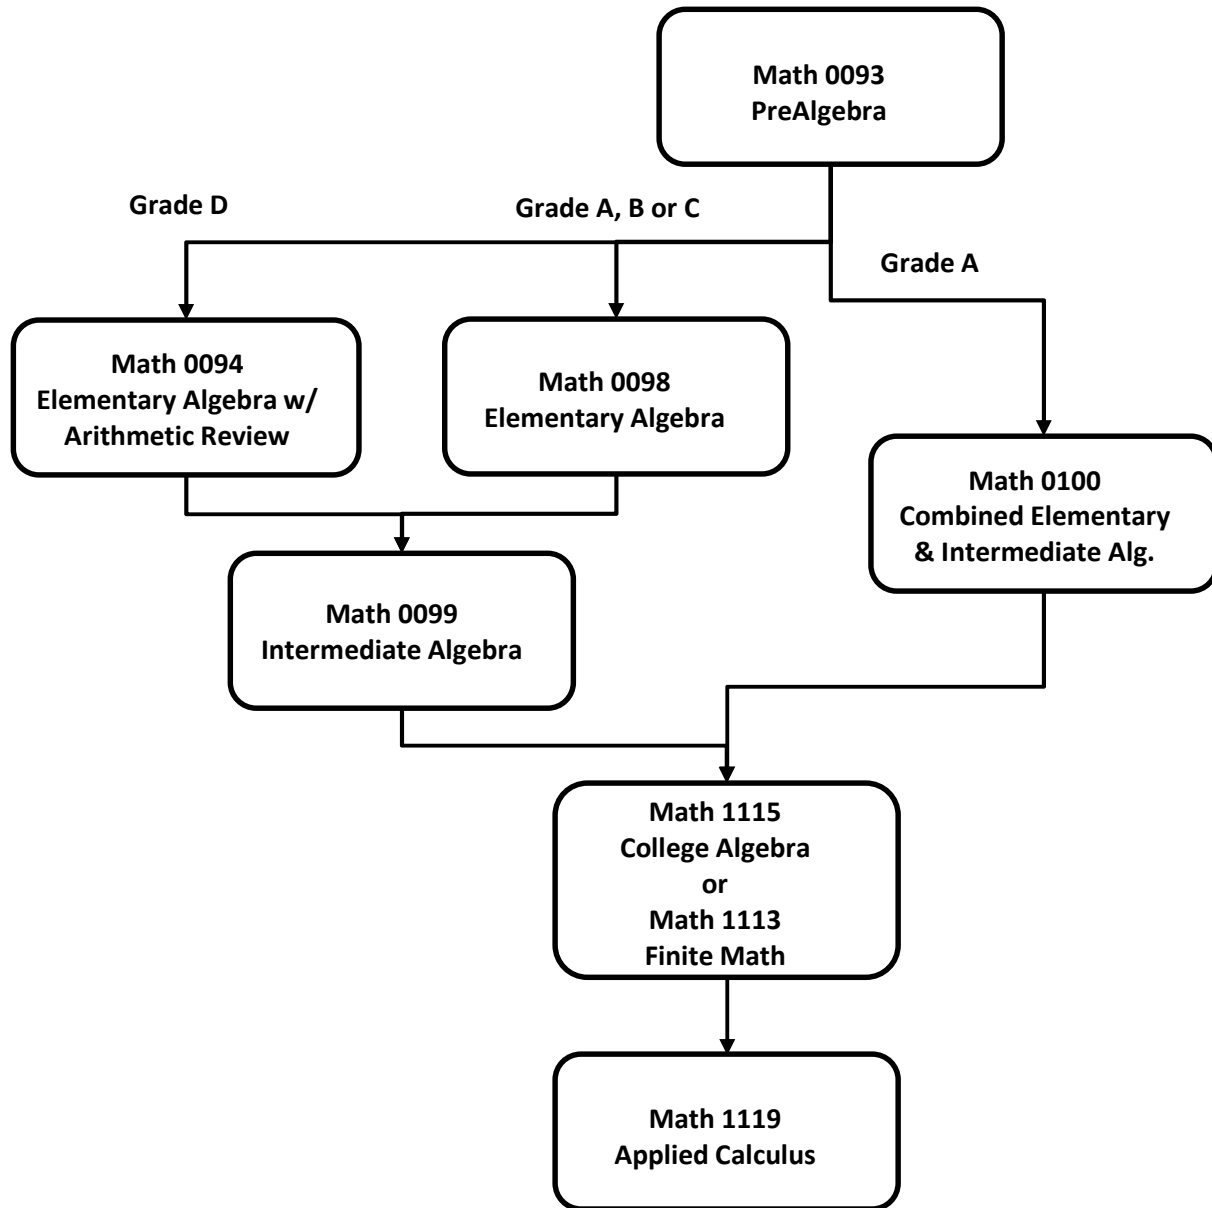 Math 0093
PreAlgebra
Grade D
Grade A, B or C
Grade A
Math 0094
Elementary Algebra w/
Arithmetic Review
Math 0098
Elementary Algebra
Math 0100
Combined Elementary
& Intermediate Alg.
Math 0099
Intermediate Algebra
Math 1115
College Algebra
or
Math 1113
Finite Math
Math 1119
Applied Calculus